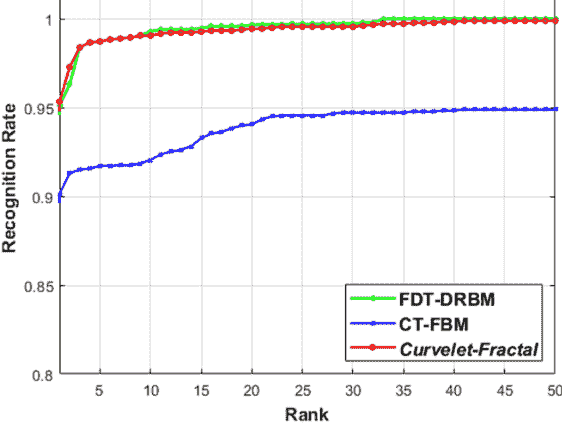 1
0.95
0.9
0.85
0.8
Recognition Rate
FDT-DRBM
CT-FBM
Curvelet-Fractal
5 10 15 20 25 30 35 40 45 50
Rank